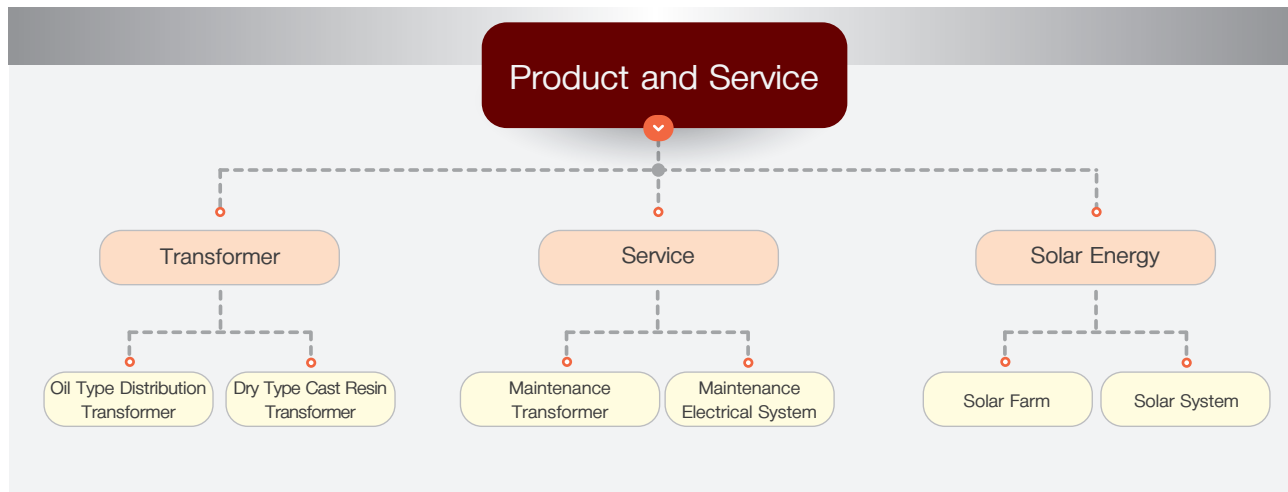 Product and Service
Transformer
Service
Solar Energy
Oil Type Distribution
Transformer
Dry Type Cast Resin
Transformer
Maintenance
Transformer
Maintenance
Electrical System
Solar Farm
Solar System